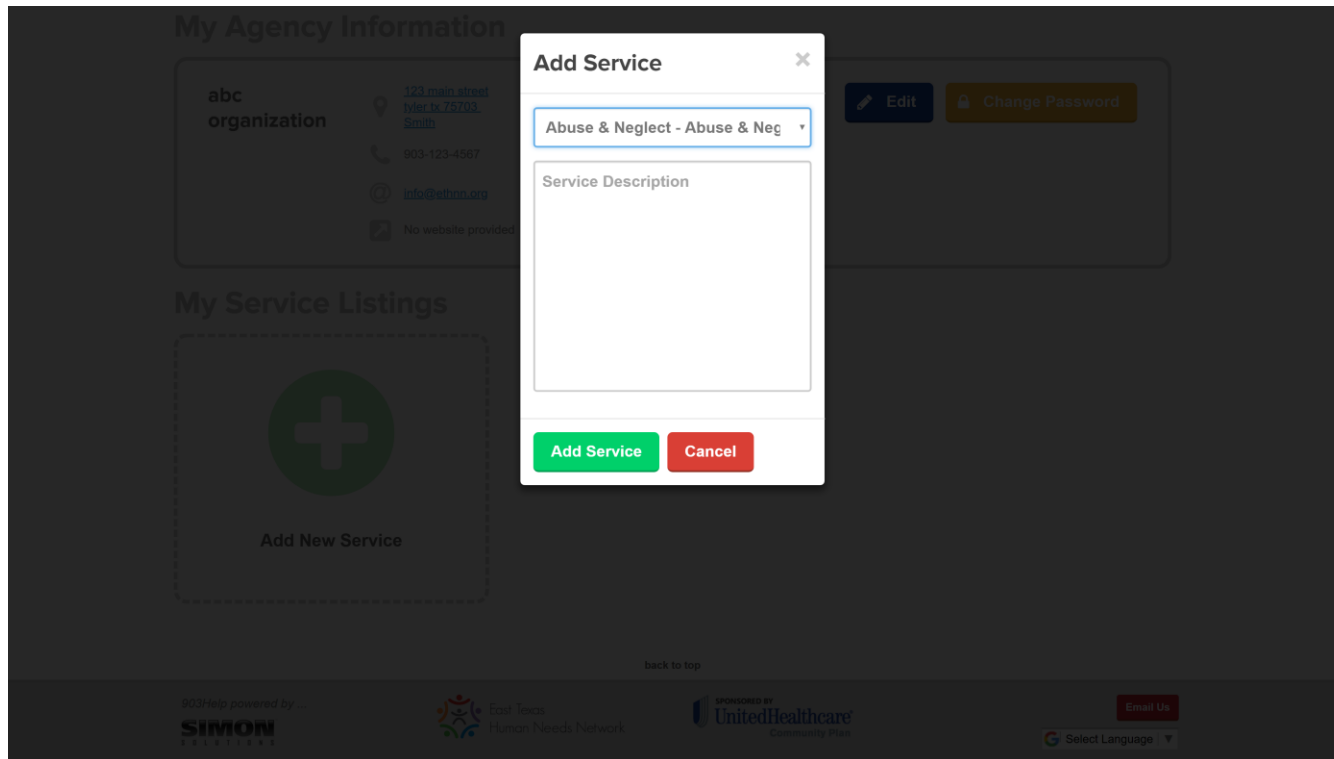 My Agency Information
abc
organization
123 main street
tyler tx 75703
Smith
903-123-4567
@
info@ethnn.org
No website provided
Edit
Change Password
Add Service
×
Abuse & Neglect - Abuse & Neg
Service Description
Add Service
Cancel
My Service Listings
Add New Service
back to top
903Help powered by ...
SIMON
SOLUTIONS
East Texas
Human Needs Network
SPONSORED BY
UnitedHealthcare
Community Plan
Email Us
G Select Language ▼